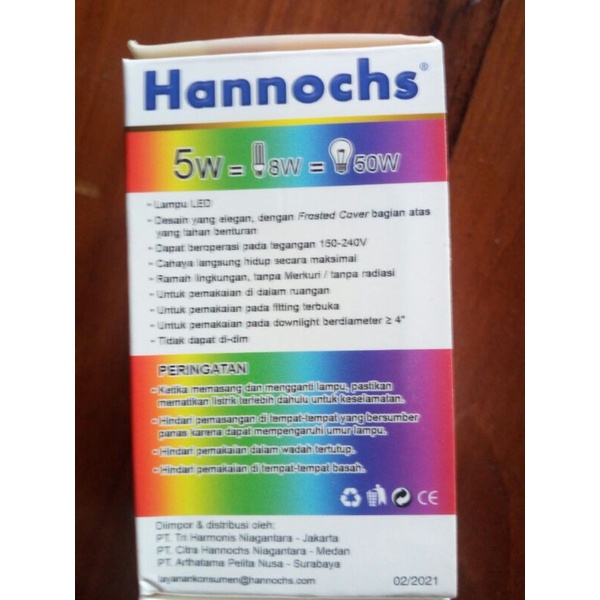 Hannochs®
5W = 8W = 50W
- Lampu LED
- Desain yang elegan, dengan Frosted Cover bagian atas
yang tahan benturan
- Dapat beroperasi pada tegangan 150-240V
- Cahaya langsung hidup secara maksimal
- Ramah lingkungan, tanpa Merkuri / tanpa radiasi
- Untuk pemakaian di dalam ruangan
- Untuk pemakaian pada fitting terbuka
- Untuk pemakaian pada downlight berdiameter ≥ 4"
- Tidak dapat di-dim
PERINGATAN
- Ketika memasang dan mengganti lampu, pastikan
mematikan listrik terlebih dahulu untuk keselamatan.
- Hindari pemasangan di tempat-tempat yang bersumber
panas karena dapat mempengaruhi umur lampu.
- Hindari pemakaian dalam wadah tertutup.
- Hindari pemakaian di tempat-tempat basah.
CE
Diimpor & distribusi oleh:
PT. Tri Harmonis Niagantara - Jakarta
PT. Citra Hannochs Niagantara - Medan
PT. Arthatama Pelita Nusa - Surabaya
layanankonsumen@hannochs.com 02/2021